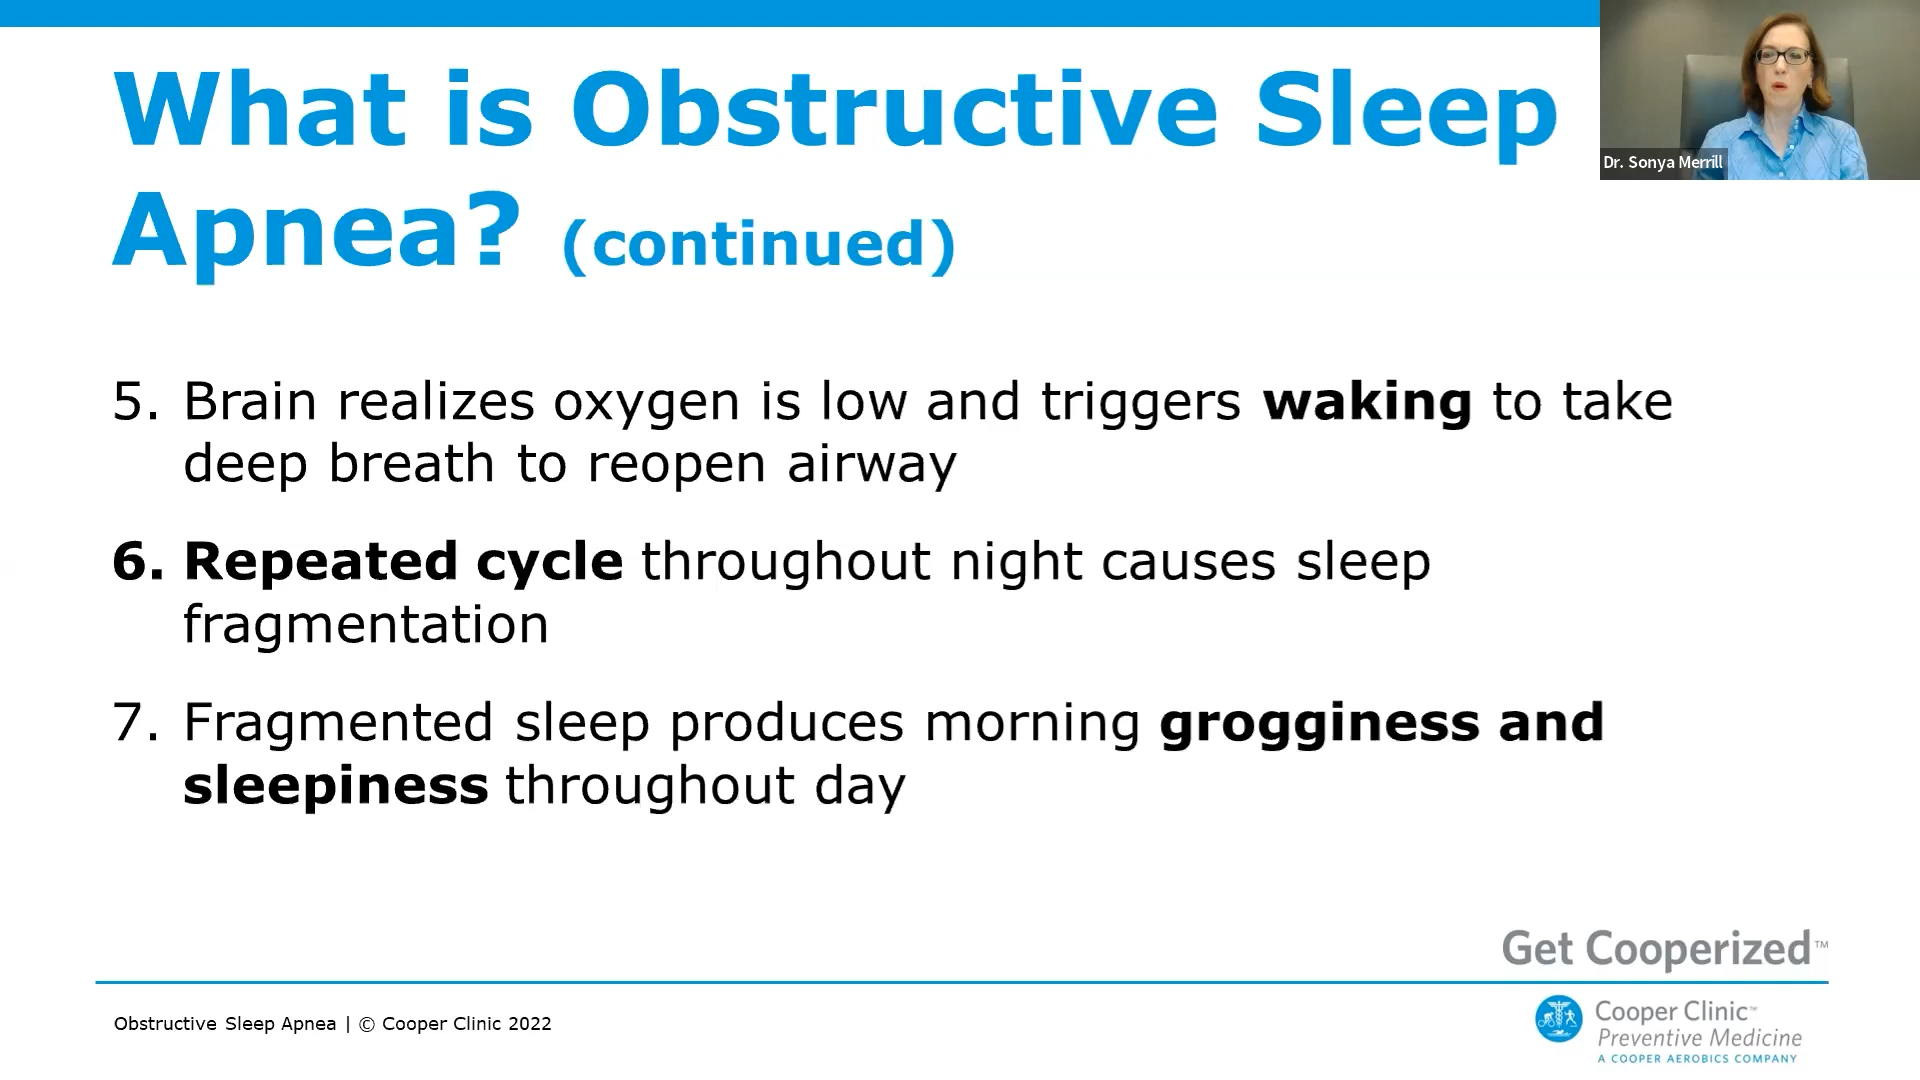 What is Obstructive Sleep
Apnea? (continued)
Dr. Sonya Merrill
5. Brain realizes oxygen is low and triggers waking to take
deep breath to reopen airway
6. Repeated cycle throughout night causes sleep
fragmentation
7. Fragmented sleep produces morning grogginess and
sleepiness throughout day
Get Cooperized™
Obstructive Sleep Apnea | © Cooper Clinic 2022
Cooper Clinic™
Preventive Medicine
A COOPER AEROBICS COMPANY